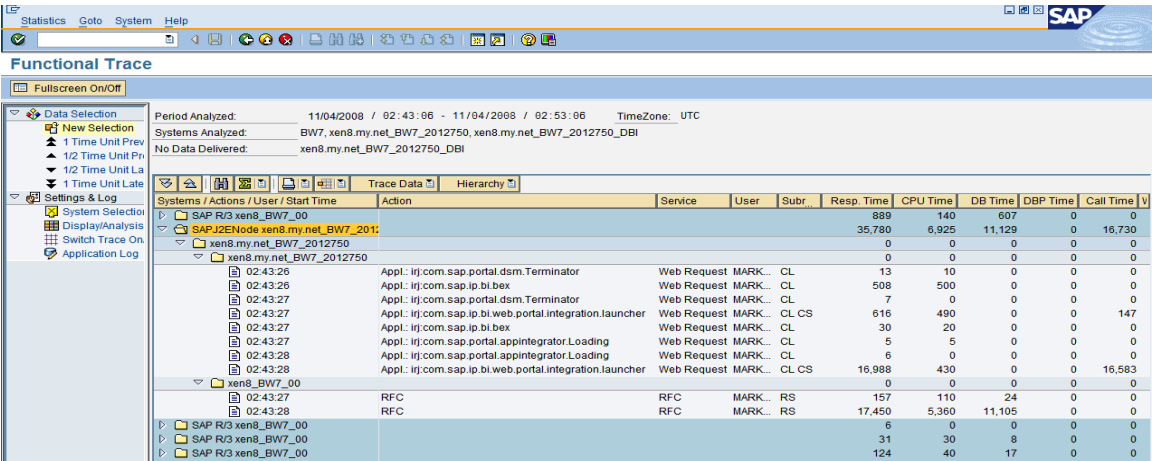 Statistics Goto System Help
SAP
Functional Trace
Fullscreen On/Off
Data Selection
New Selection
1 Time Unit Prev
1/2 Time Unit Pr
1/2 Time Unit La
1 Time Unit Late
Settings & Log
System Selection
Display/Analysis
Switch Trace On
Application Log
Period Analyzed: 11/04/2008 / 02:43:06 - 11/04/2008 / 02:53:06 TimeZone: UTC
Systems Analyzed: BW7, xen8.my.net_BW7_2012750, xen8.my.net_BW7_2012750_DBI
No Data Delivered: xen8.my.net_BW7_2012750_DBI
Trace Data Hierarchy
Systems / Actions / User / Start Time Action Service User Subr... Resp. Time CPU Time DB Time DBP Time Call Time W
SAP R/3 xen8_BW7_00 889 140 607 0 0
SAPJ2ENode xen8.my.net_BW7_2012 35,780 6,925 11,129 0 16,730
xen8.my.net_BW7_2012750 0 0 0 0 0
xen8.my.net_BW7_2012750 0 0 0 0 0
02:43:26 Appl.: irj:com.sap.portal.dsm.Terminator Web Request MARK... CL 13 10 0 0 0
02:43:26 Appl.: irj:com.sap.ip.bi.bex Web Request MARK... CL 508 500 0 0 0
02:43:27 Appl.: irj:com.sap.portal.dsm.Terminator Web Request MARK... CL 7 0 0 0 0
02:43:27 Appl.: irj:com.sap.ip.bi.web.portal.integration.launcher Web Request MARK... CL CS 616 490 0 0 147
02:43:27 Appl.: irj:com.sap.ip.bi.bex Web Request MARK... CL 30 20 0 0 0
02:43:27 Appl.: irj:com.sap.portal.appintegrator.Loading Web Request MARK... CL 5 5 0 0 0
02:43:28 Appl.: irj:com.sap.portal.appintegrator.Loading Web Request MARK... CL 6 0 0 0 0
02:43:28 Appl.: irj:com.sap.ip.bi.web.portal.integration.launcher Web Request MARK... CL CS 16,988 430 0 0 16,583
xen8_BW7_00 0 0 0 0 0
02:43:27 RFC RFC MARK... RS 157 110 24 0 0
02:43:28 RFC RFC MARK... RS 17,450 5,360 11,105 0 0
SAP R/3 xen8_BW7_00 6 0 0 0 0
SAP R/3 xen8_BW7_00 31 30 8 0 0
SAP R/3 xen8_BW7_00 124 40 17 0 0